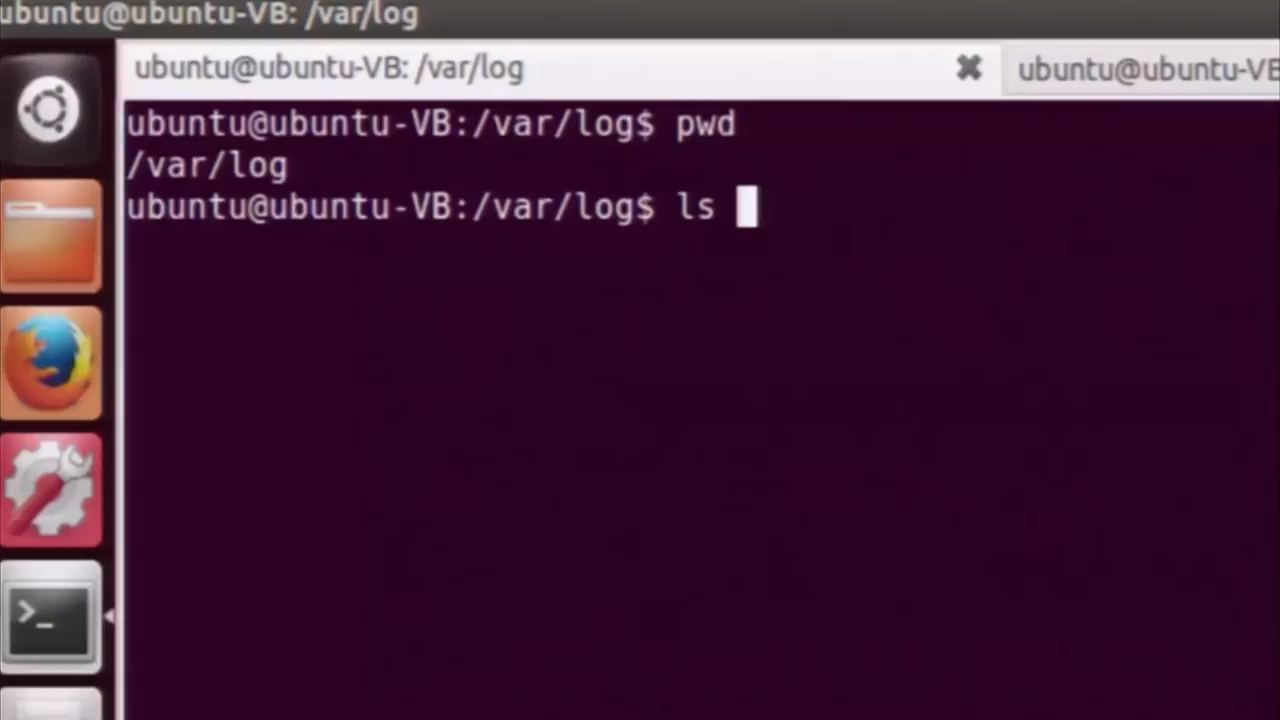 ubuntu@ubuntu-VB: /var/log
ubuntu@ubuntu-VB: /var/log
ubuntu@ubuntu-VB
ubuntu@ubuntu-VB:/var/log$ pwd
/var/log
ubuntu@ubuntu-VB:/var/log$ ls
>_